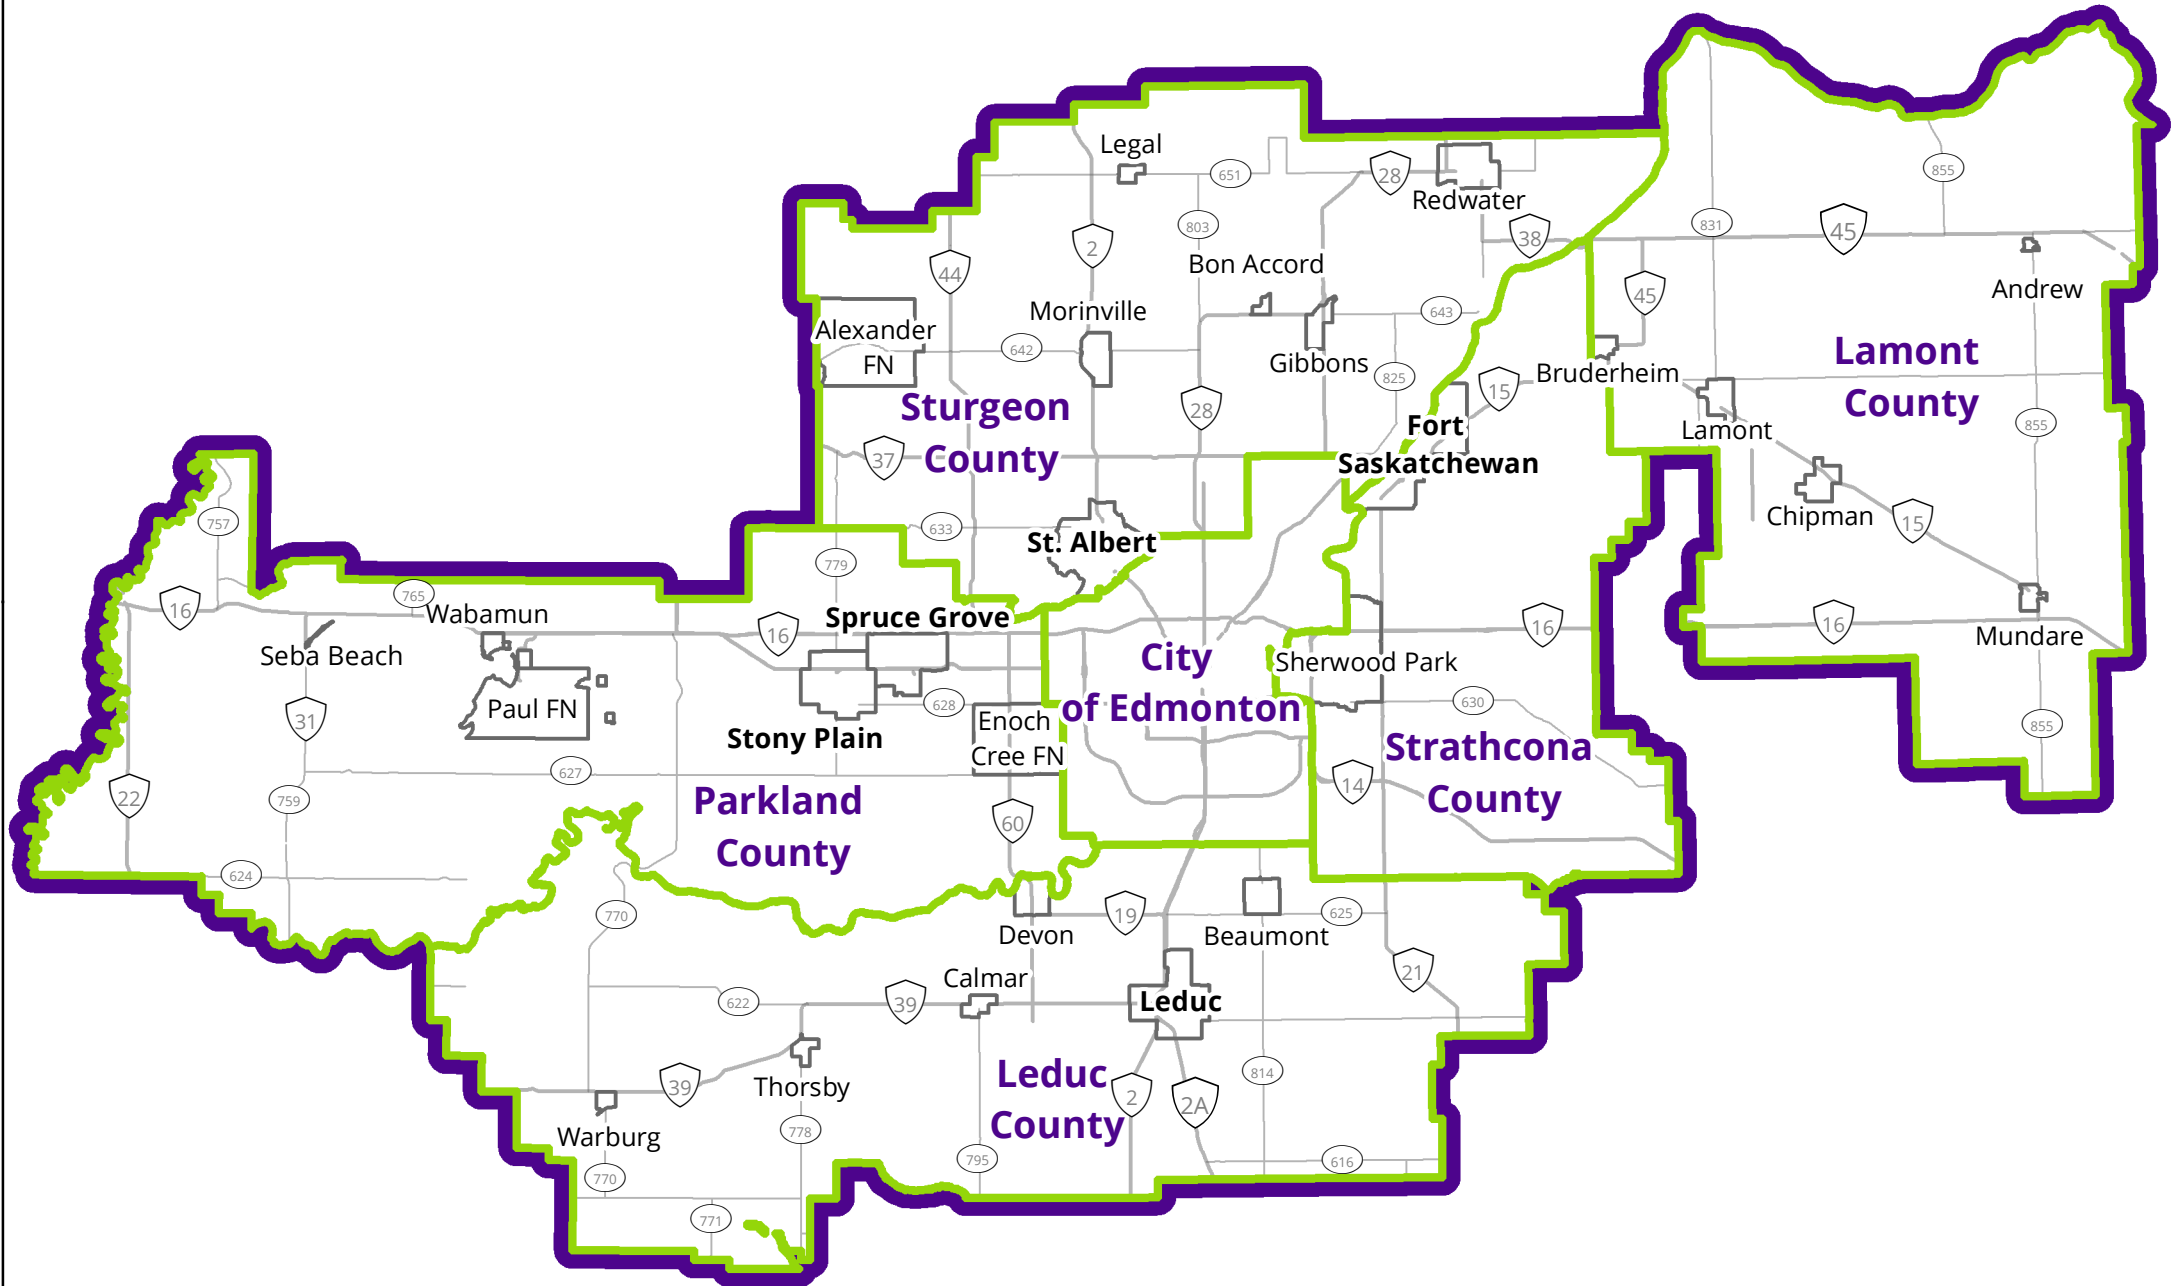 Legal
651
28
Redwater
855
831
45
803
2
38
44
Bon Accord
Andrew
45
Morinville
643
Alexander
FN
642
Gibbons
825
15
Bruderheim
Lamont
County
Sturgeon
County
28
Fort
Saskatchewan
Lamont
855
37
Chipman
15
757
633
St. Albert
779
16
765
Wabamun
Spruce Grove
16
16
16
Mundare
Seba Beach
City
of Edmonton
Sherwood Park
Paul FN
31
628
Enoch
Cree FN
630
855
Stony Plain
Strathcona
County
627
22
759
Parkland
County
60
14
624
770
19
625
Devon
Beaumont
21
Calmar
622
39
Leduc
Thorsby
39
Leduc
County
814
2
2A
Warburg
778
795
616
770
771